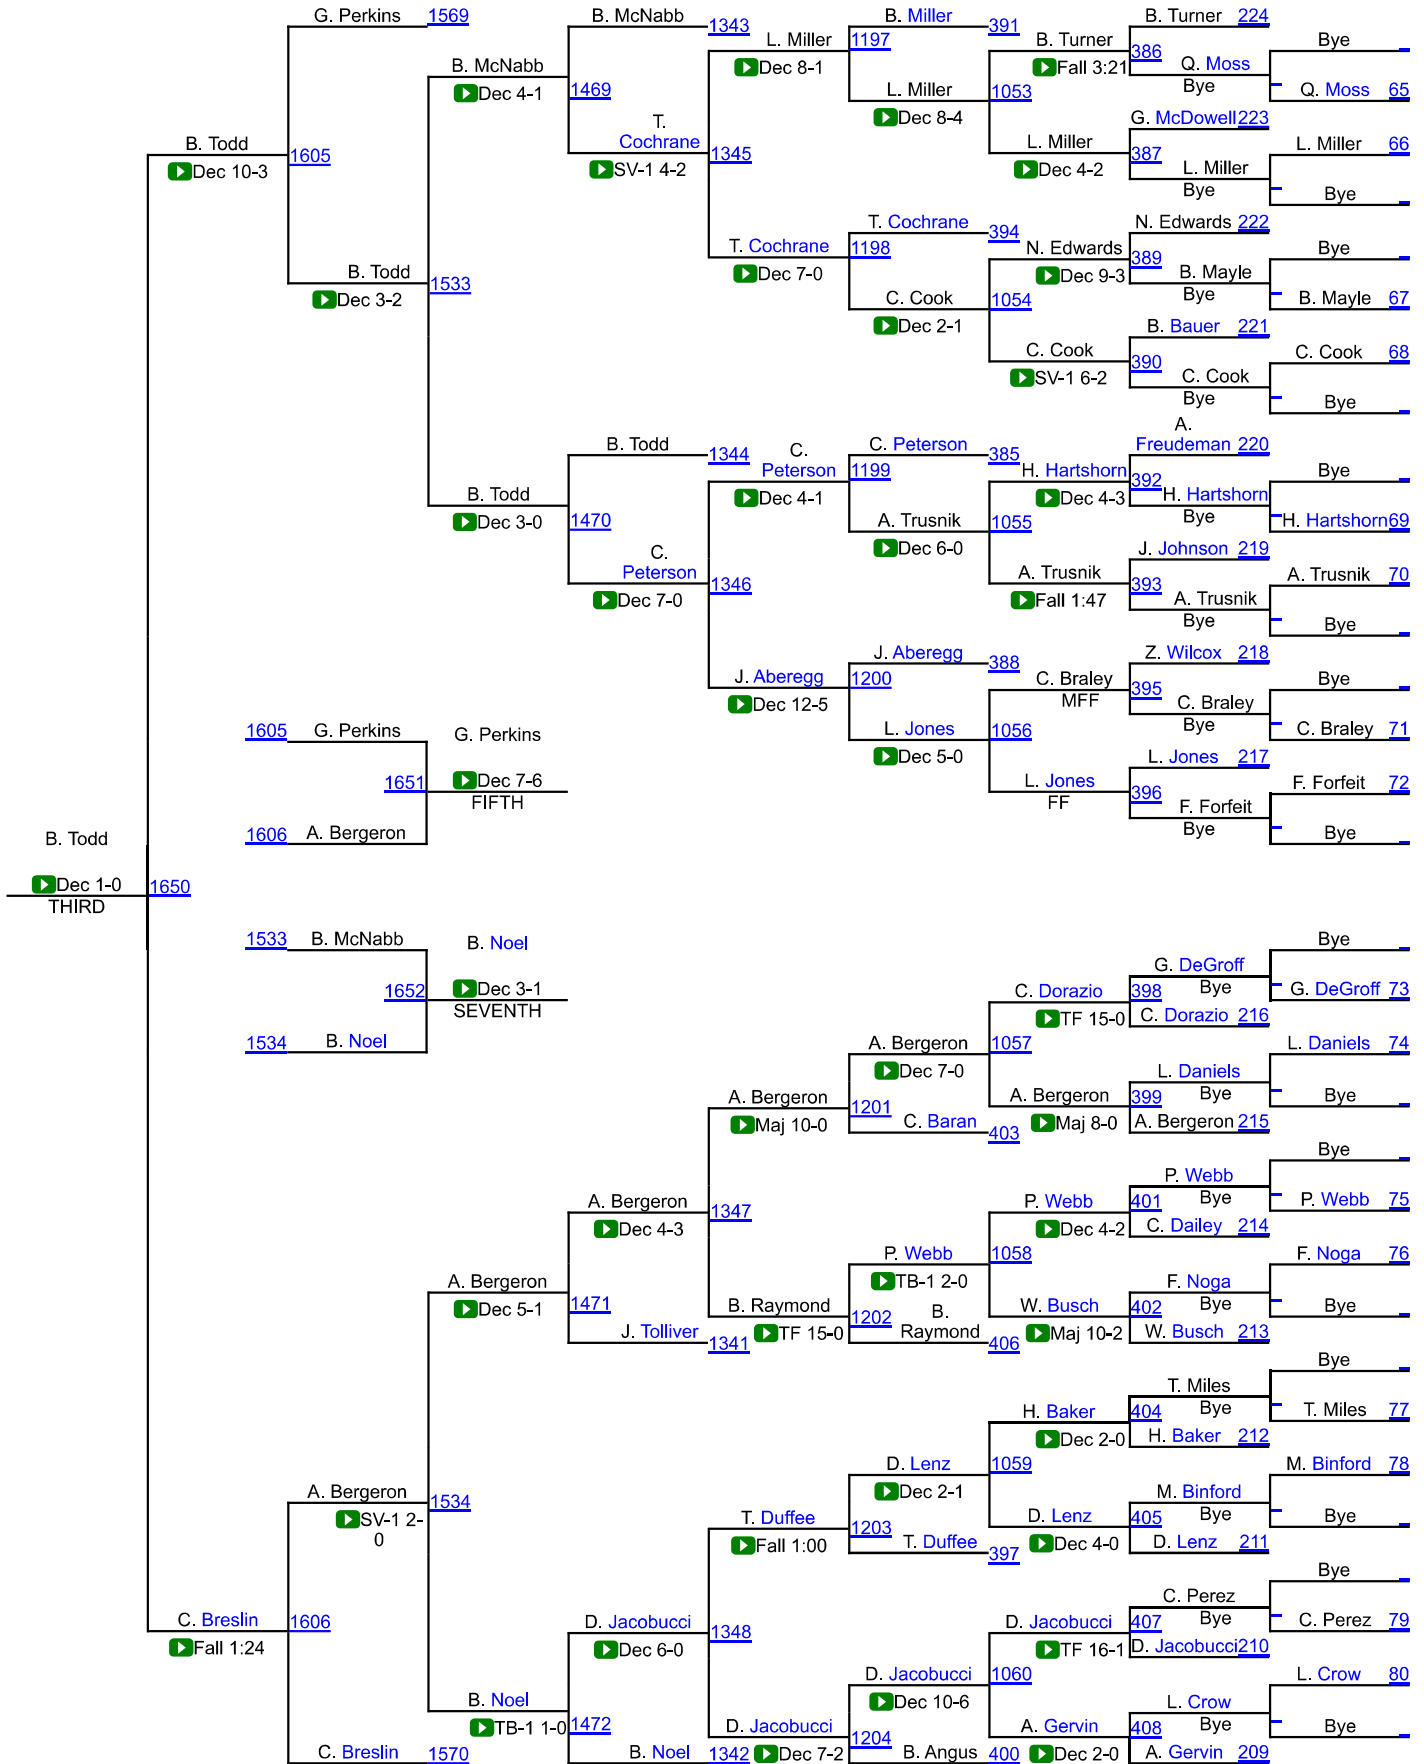 G. Perkins 1569
B. McNabb
1343
B. Miller 391
B. Turner 224
Bye
L. Miller
1197
B. Turner
386
Fall 3:21
Q. Moss
Bye
Q. Moss 65
B. McNabb
Dec 4-1
1469
Dec 8-1
L. Miller
Dec 8-4
1053
G. McDowell 223
L. Miller 66
T.
Cochrane
SV-1 4-2
1345
L. Miller
Dec 4-2
387
L. Miller
Bye
Bye
B. Todd
Dec 10-3
1605
T. Cochrane
Dec 7-0
1198
T. Cochrane 394
N. Edwards 222
Bye
N. Edwards
Dec 9-3
389
B. Mayle
Bye
B. Mayle 67
B. Todd
Dec 3-2
1533
C. Cook
Dec 2-1
1054
B. Bauer 221
C. Cook 68
C. Cook
SV-1 6-2
390
C. Cook
Bye
Bye
B. Todd
1344
C.
Peterson
Dec 4-1
1199
C. Peterson 385
A.
Freudeman 220
Bye
H. Hartshorn
Dec 4-3
392
H. Hartshorn
Bye
H. Hartshorn 69
B. Todd
Dec 3-0
1470
A. Trusnik
Dec 6-0
1055
J. Johnson 219
A. Trusnik 70
C.
Peterson
Dec 7-0
1346
A. Trusnik
Fall 1:47
393
A. Trusnik
Bye
Bye
J. Aberegg
Dec 12-5
1200
J. Aberegg 388
Z. Wilcox 218
Bye
C. Braley
MFF
395
C. Braley
Bye
C. Braley 71
1605 G. Perkins
G. Perkins
L. Jones
Dec 5-0
1056
L. Jones 217
F. Forfeit 72
1651
Dec 7-6
FIFTH
L. Jones
FF
396
F. Forfeit
Bye
Bye
1606 A. Bergeron
B. Todd
Dec 1-0
THIRD
1650
1533 B. McNabb
B. Noel
1652
Dec 3-1
SEVENTH
1534 B. Noel
Bye
G. DeGroff
Bye
G. DeGroff 73
C. Dorazio
TF 15-0
398
C. Dorazio 216
A. Bergeron
Dec 7-0
1057
L. Daniels 74
L. Daniels
Bye
Bye
A. Bergeron
Maj 10-0
1201
A. Bergeron
Maj 8-0
399
A. Bergeron 215
C. Baran 403
Bye
P. Webb
Bye
P. Webb 75
A. Bergeron
Dec 4-3
1347
P. Webb
Dec 4-2
401
C. Dailey 214
P. Webb
TB-1 2-0
1058
F. Noga 76
F. Noga
Bye
Bye
A. Bergeron
Dec 5-1
1471
B. Raymond
TF 15-0
1202
B.
Raymond
406
W. Busch
Maj 10-2
402
W. Busch 213
J. Tolliver
1341
Bye
T. Miles
Bye
T. Miles 77
H. Baker
Dec 2-0
404
H. Baker 212
D. Lenz
Dec 2-1
1059
M. Binford 78
M. Binford
Bye
Bye
A. Bergeron
SV-1 2-
0
1534
T. Duffee
Fall 1:00
1203
T. Duffee
397
D. Lenz
Dec 4-0
405
D. Lenz 211
Bye
C. Perez
Bye
C. Perez 79
C. Breslin
Fall 1:24
1606
D. Jacobucci
Dec 6-0
1348
D. Jacobucci
TF 16-1
407
D. Jacobucci 210
D. Jacobucci
Dec 10-6
1060
L. Crow 80
L. Crow
Bye
Bye
B. Noel
TB-1 1-0
1472
D. Jacobucci
Dec 7-2
1204
A. Gervin
Dec 2-0
408
A. Gervin 209
C. Breslin 1570
B. Noel 1342
B. Angus 400